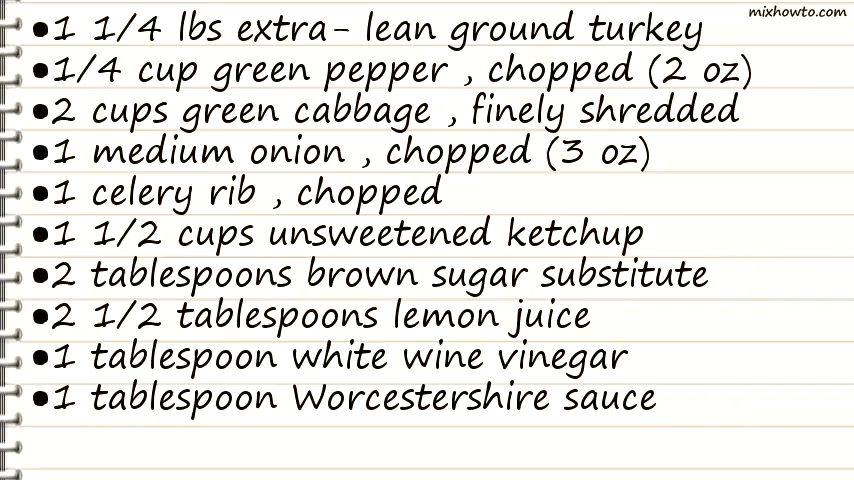 mixhowto.com
•1 1/4 lbs extra- lean ground turkey
•1/4 cup green pepper , chopped (2 oz)
•2 cups green cabbage , finely shredded
•1 medium onion , chopped (3 oz)
•1 celery rib , chopped
•1 1/2 cups unsweetened ketchup
•2 tablespoons brown sugar substitute
•2 1/2 tablespoons lemon juice
•1 tablespoon white wine vinegar
•1 tablespoon Worcestershire sauce